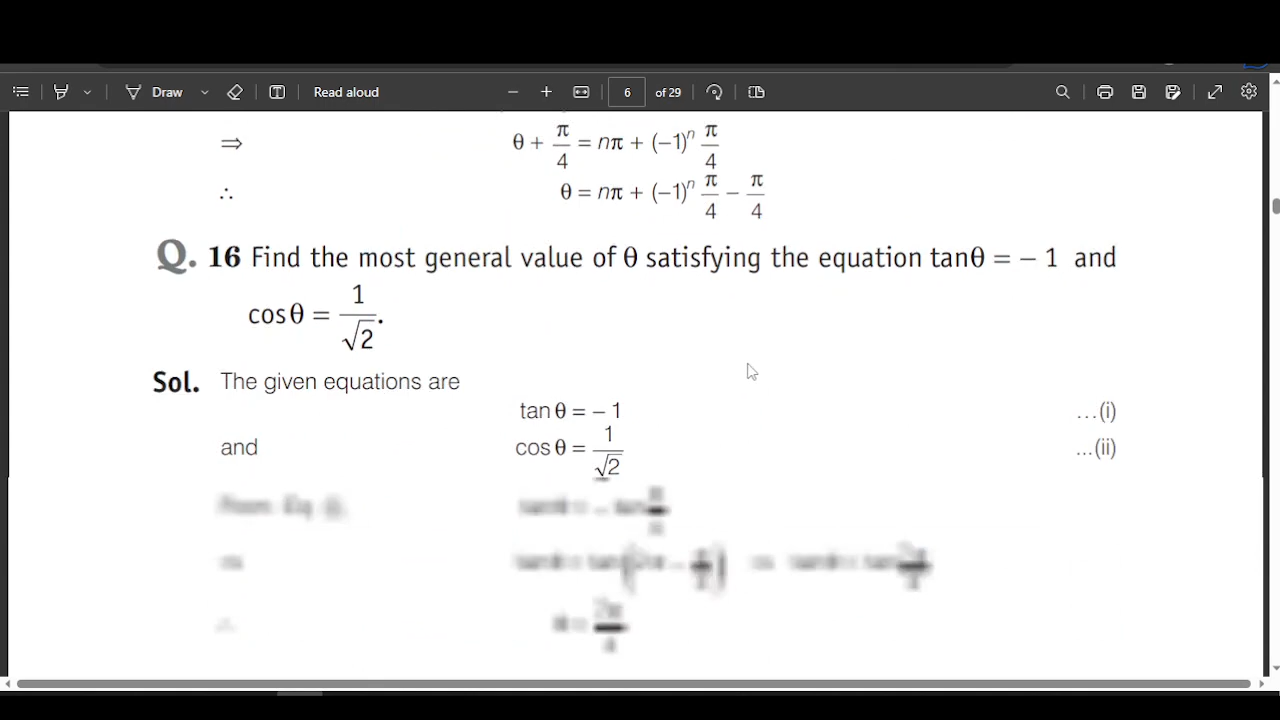 Draw Read aloud 6 of 29
⇒ θ + π/4 = nπ + (−1)ⁿ π/4
∴ θ = nπ + (−1)ⁿ π/4 − π/4
Q. 16 Find the most general value of θ satisfying the equation tanθ = − 1 and
cosθ = 1/√2.
Sol. The given equations are
tan θ = − 1 ...(i)
and cos θ = 1/√2 ...(ii)